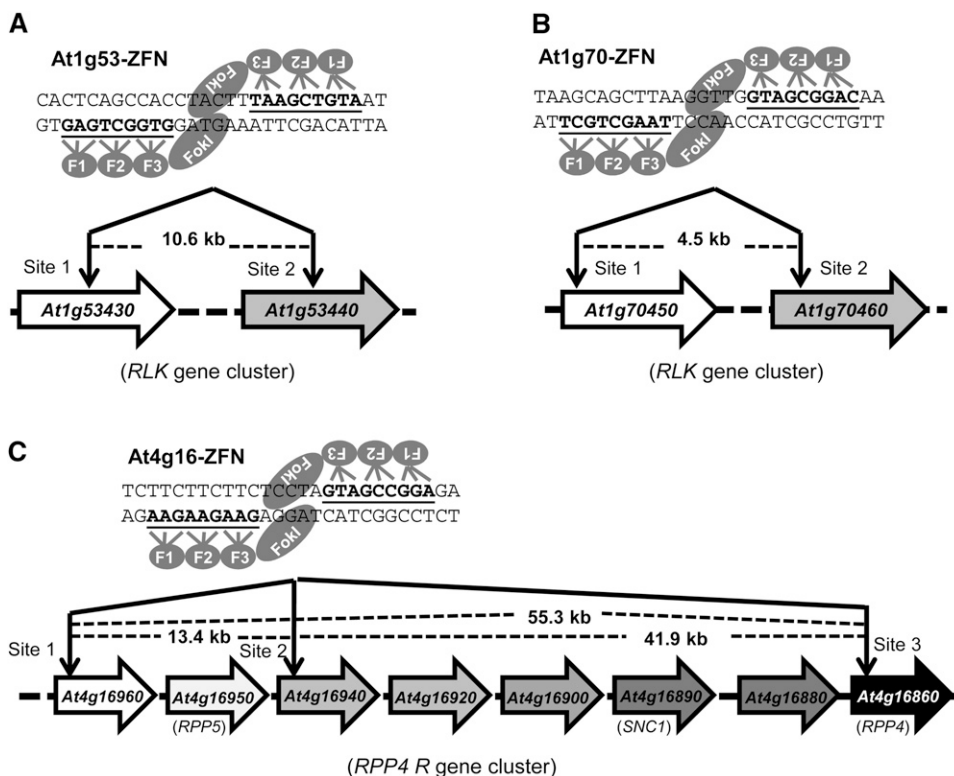 A
At1g53-ZFN
F3 F2 F1
FokI
CACTCAGCCACCTACTTTAAGCTGTAAT
GTGAGTCGGTGGATGAAATTCGACATTA
FokI
F1 F2 F3
10.6 kb
Site 1
Site 2
At1g53430
At1g53440
(RLK gene cluster)
B
At1g70-ZFN
F3 F2 F1
FokI
TAAGCAGCTTAAGGTTGGTAGCGGACAA
ATTCGTCGAATTCCAACCATCGCCTGTT
FokI
F1 F2 F3
4.5 kb
Site 1
Site 2
At1g70450
At1g70460
(RLK gene cluster)
C
At4g16-ZFN
F3 F2 F1
FokI
TCTTCTTCTTCTCCTAGTAGCCGGAGA
AGAAGAAGAAGAGGATCATCGGCCTCT
FokI
F1 F2 F3
55.3 kb
13.4 kb
41.9 kb
Site 1
Site 2
Site 3
At4g16960
At4g16950
At4g16940
At4g16920
At4g16900
At4g16890
At4g16880
At4g16860
(RPP5)
(SNC1)
(RPP4)
(RPP4 R gene cluster)